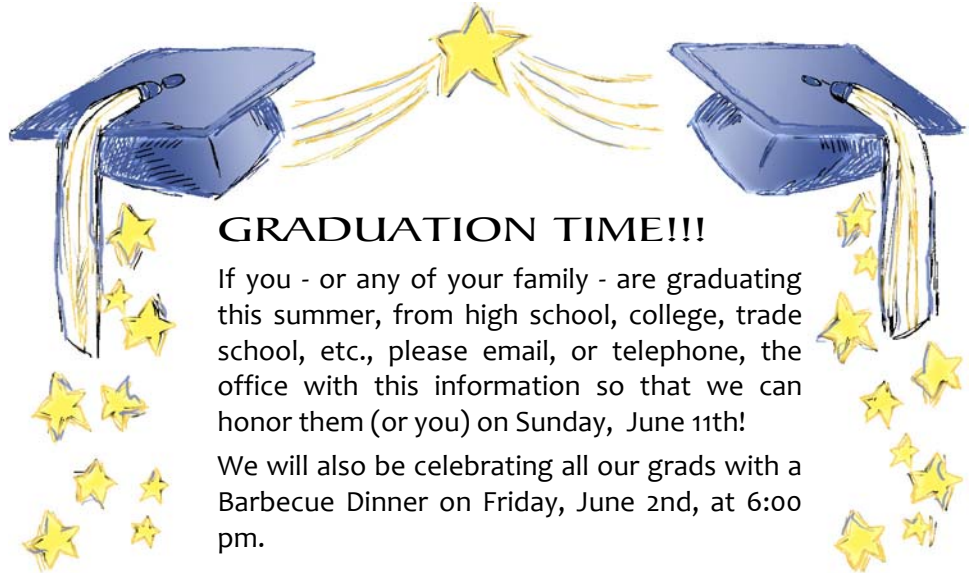 GRADUATION TIME!!!
If you - or any of your family - are graduating
this summer, from high school, college, trade
school, etc., please email, or telephone, the
office with this information so that we can
honor them (or you) on Sunday, June 11th!
We will also be celebrating all our grads with a
Barbecue Dinner on Friday, June 2nd, at 6:00
pm.